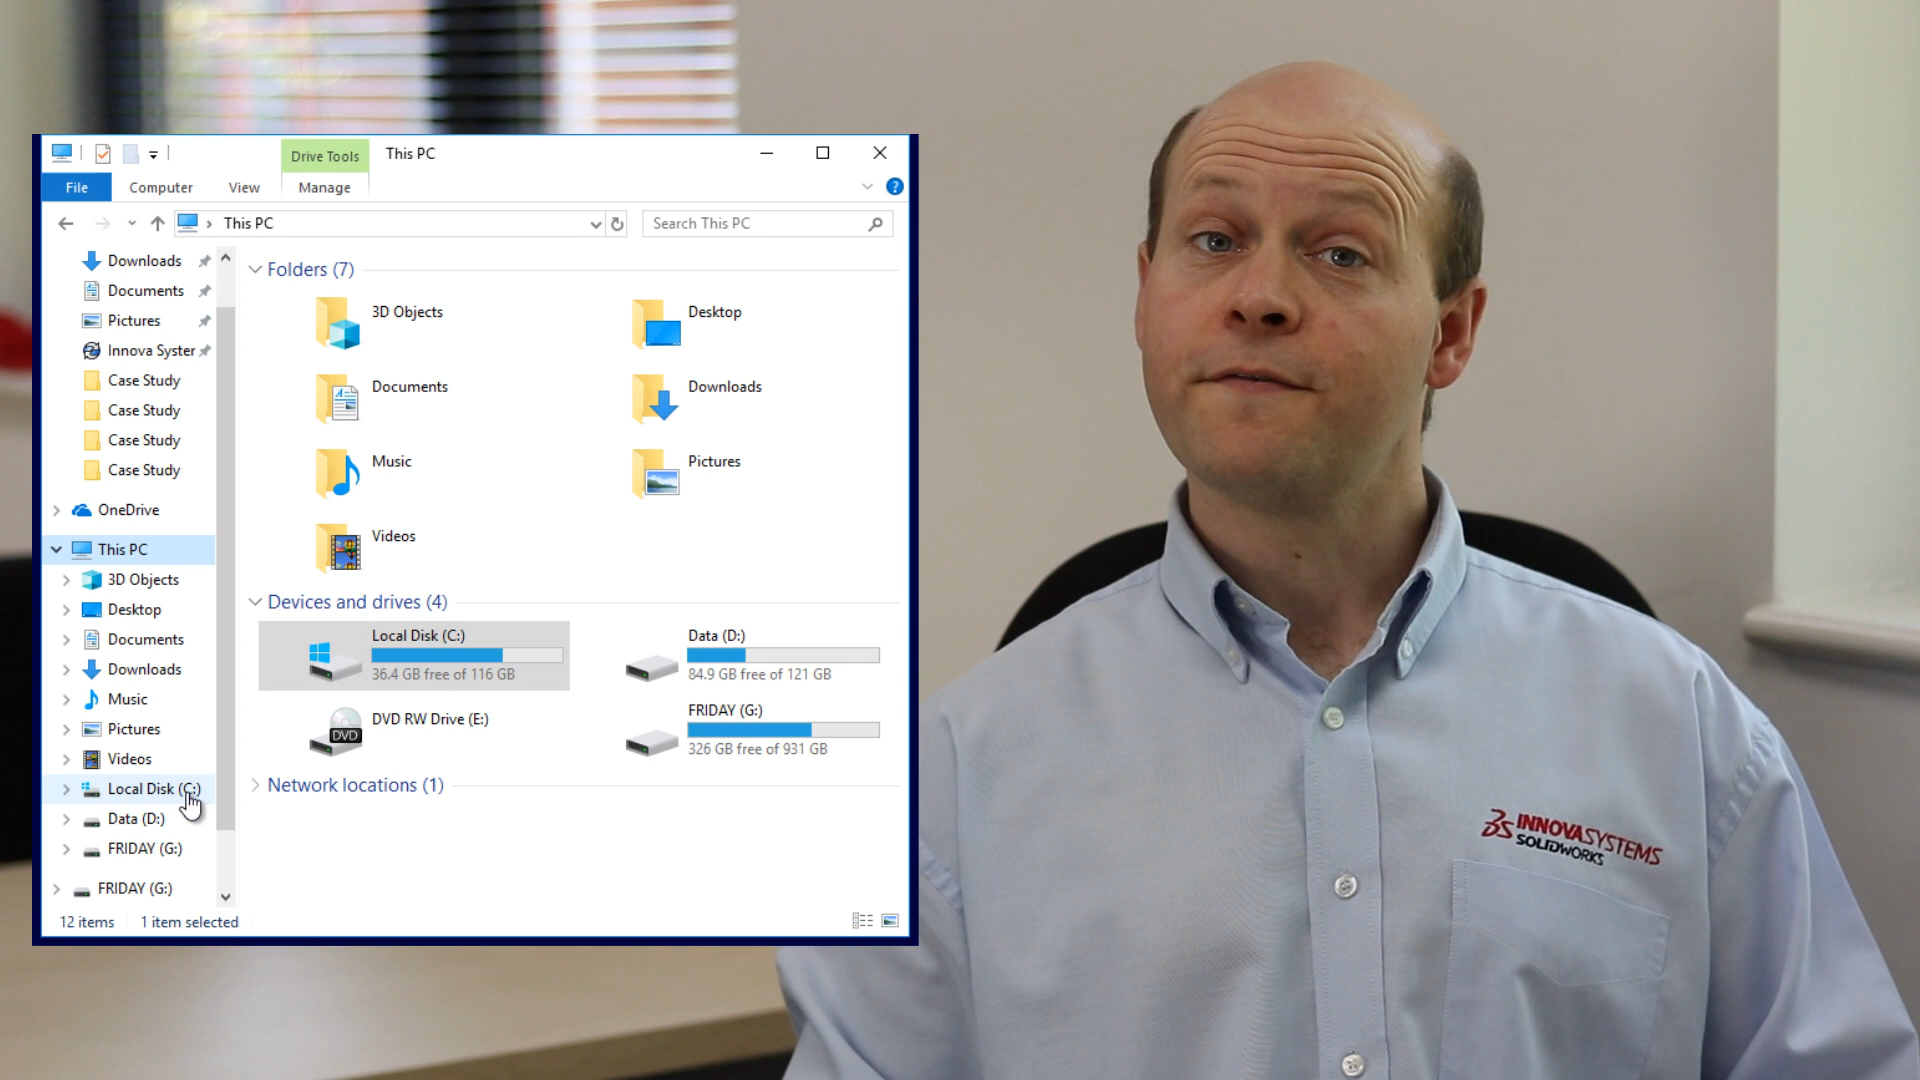 Drive Tools
This PC
File
Computer
View
Manage
This PC
Search This PC
Downloads
Documents
Pictures
Innova Syster
Case Study
Case Study
Case Study
Case Study
OneDrive
This PC
3D Objects
Desktop
Documents
Downloads
Music
Pictures
Videos
Local Disk (C:)
Data (D:)
FRIDAY (G:)
FRIDAY (G:)
Folders (7)
3D Objects
Desktop
Documents
Downloads
Music
Pictures
Videos
Devices and drives (4)
Local Disk (C:)
36.4 GB free of 116 GB
Data (D:)
84.9 GB free of 121 GB
DVD RW Drive (E:)
DVD
FRIDAY (G:)
326 GB free of 931 GB
Network locations (1)
12 items
1 item selected
INNOVASYSTEMS
SOLIDWORKS